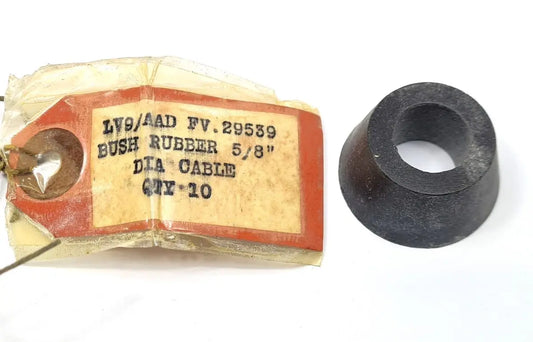 LV9/AAD FV.29539
BUSH RUBBER 5/8"
DIA CABLE
QTY 10